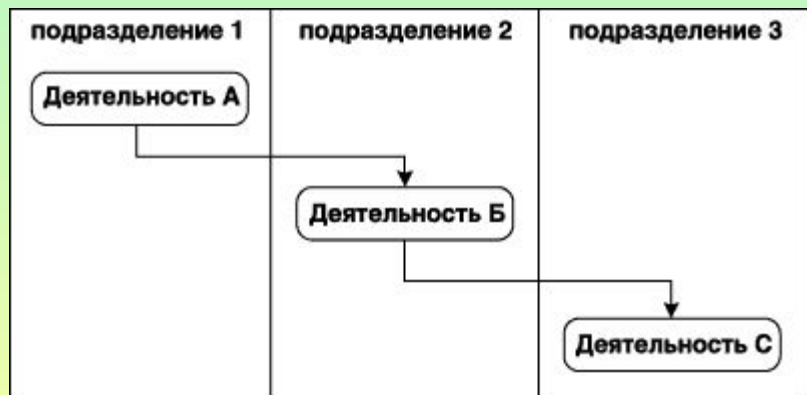 подразделение 1
подразделение 2
подразделение 3
Деятельность А
Деятельность Б
Деятельность С